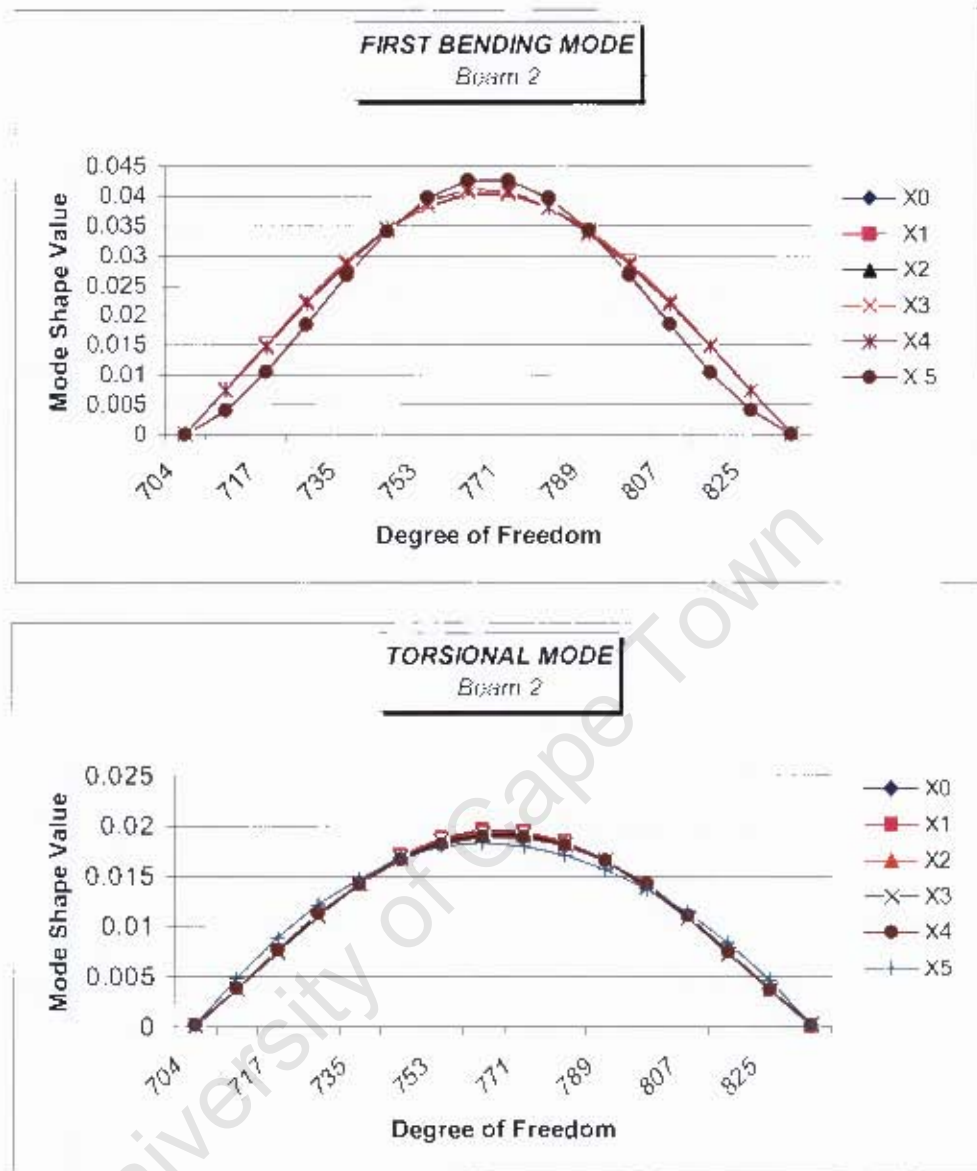 FIRST BENDING MODE
Beam 2
Mode Shape Value
0.045
0.04
0.035
0.03
0.025
0.02
0.015
0.01
0.005
0
704
717
735
753
771
789
807
825
Degree of Freedom
X0
X1
X2
X3
X4
X 5
TORSIONAL MODE
Beam 2
Mode Shape Value
0.025
0.02
0.015
0.01
0.005
0
704
717
735
753
771
789
807
825
Degree of Freedom
X0
X1
X2
X3
X4
X5
niversity of Cape Town